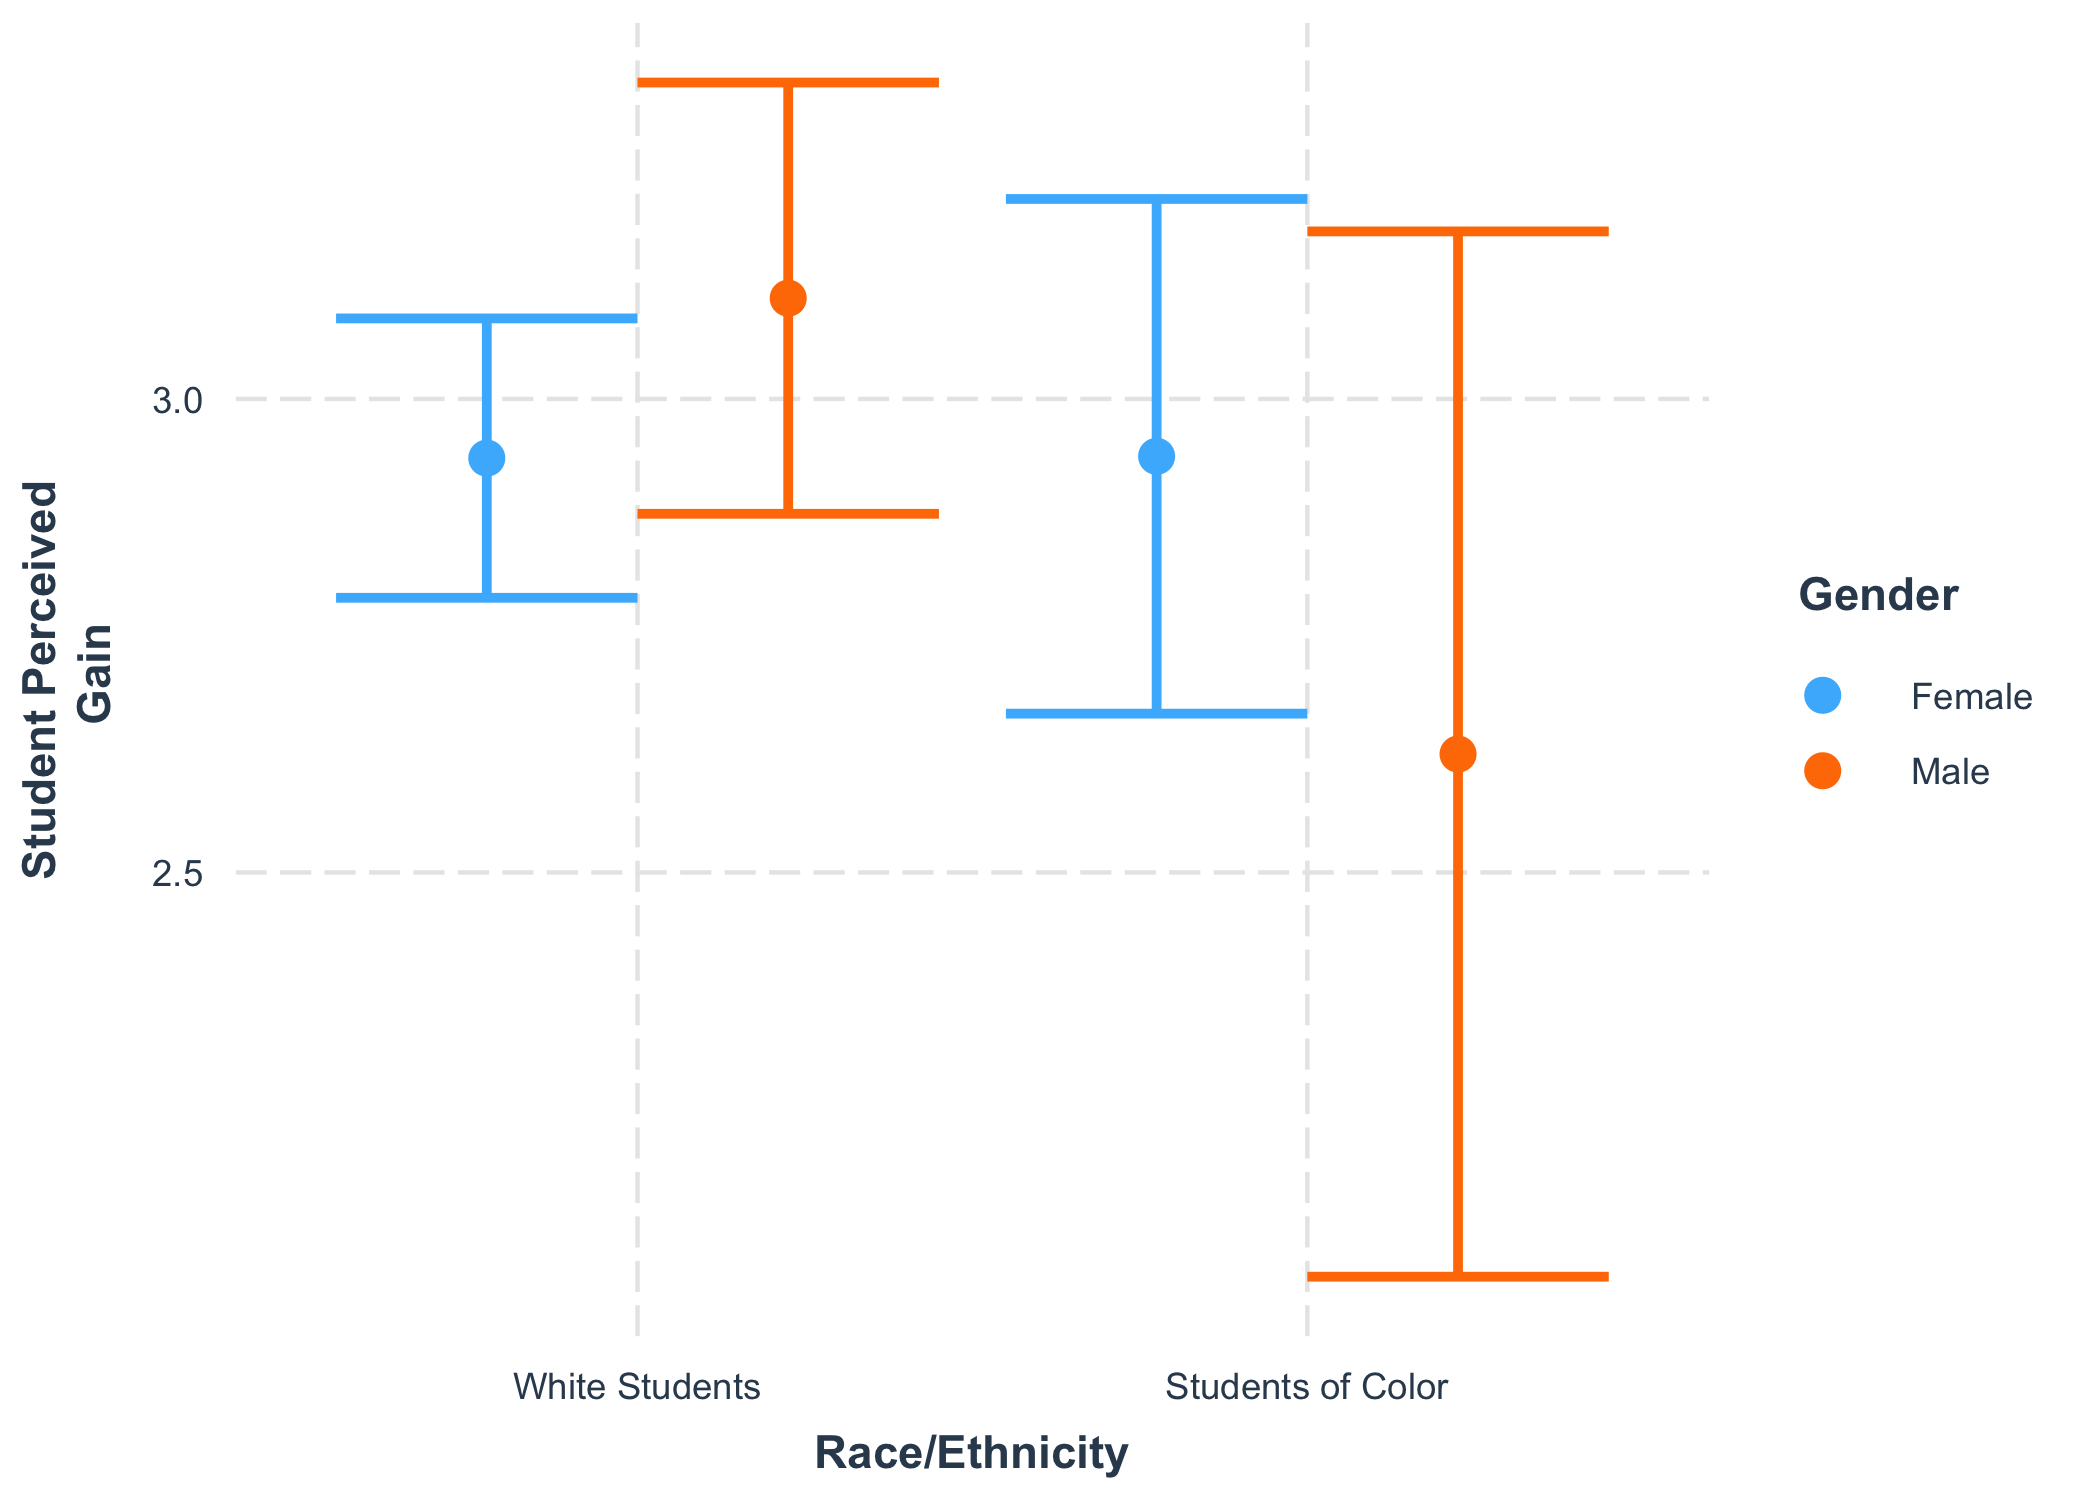 Student Perceived
Gain
3.0
2.5
White Students
Students of Color
Race/Ethnicity
Gender
Female
Male